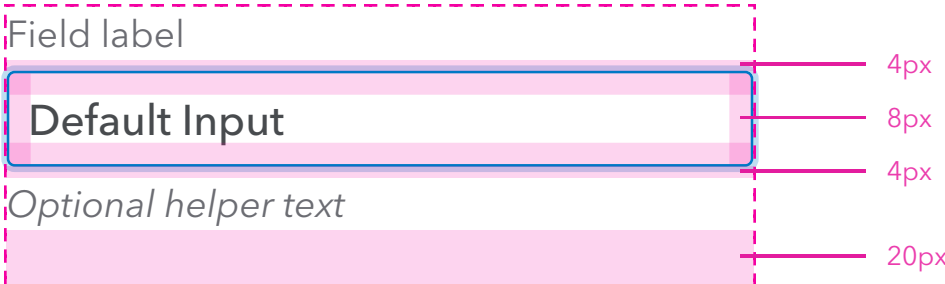 Field label
4px
Default Input
8px
4px
Optional helper text
20px